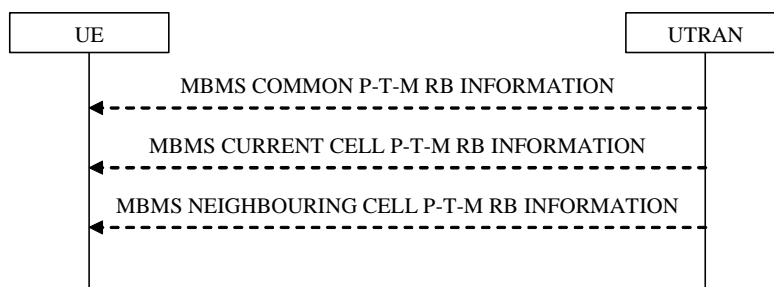 UE
UTRAN
MBMS COMMON P-T-M RB INFORMATION
MBMS CURRENT CELL P-T-M RB INFORMATION
MBMS NEIGHBOURING CELL P-T-M RB INFORMATION